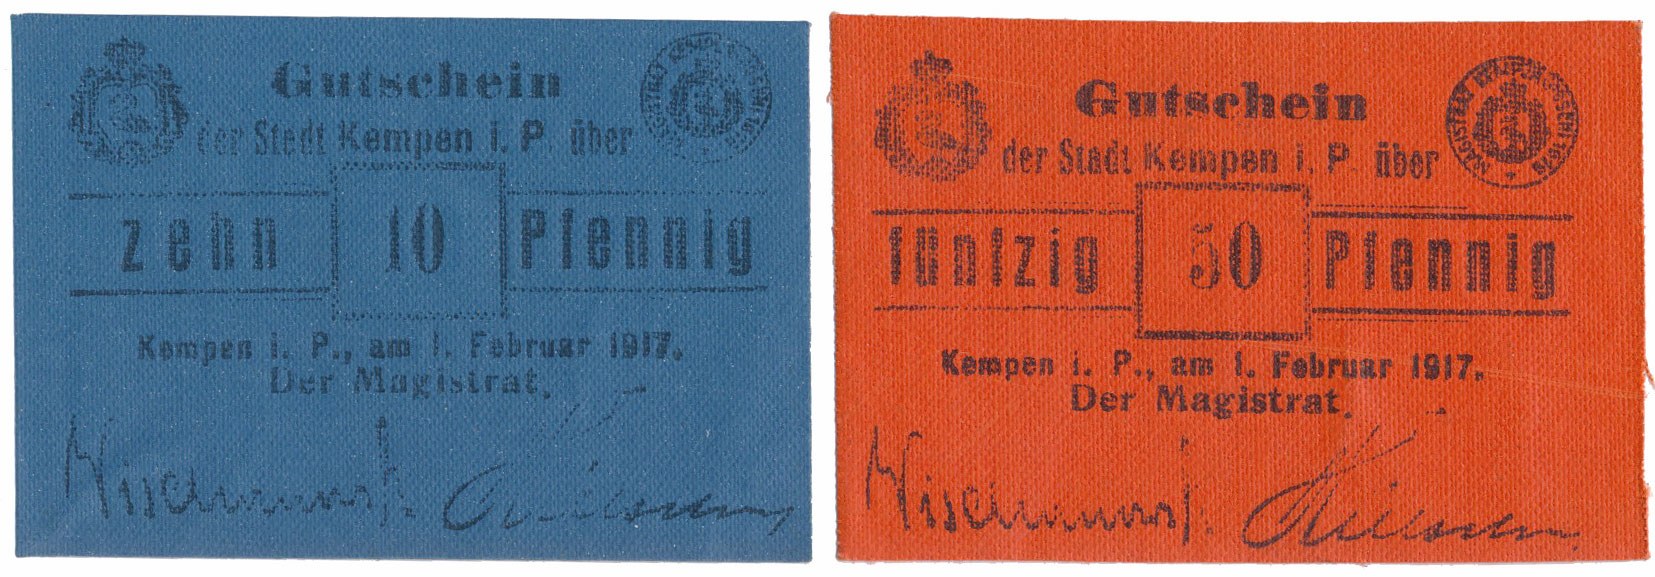 Gutschein
der Stadt Kempen i. P. über
zehn 10 Pfennig
Kempen i. P., am 1. Februar 1917.
Der Magistrat.
Gutschein
der Stadt Kempen i. P. über
fünfzig 50 Pfennig
Kempen i. P., am 1. Februar 1917.
Der Magistrat.